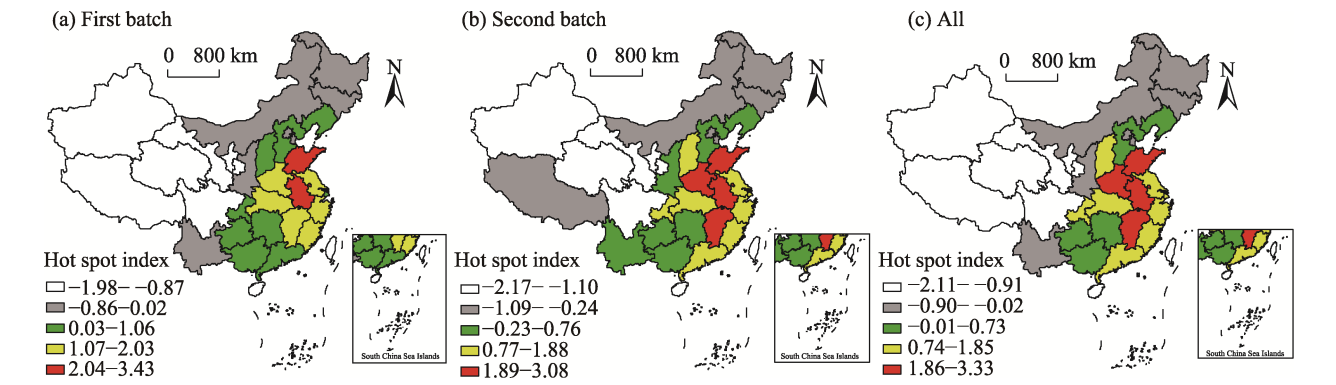 (a) First batch
0 800 km
N
Hot spot index
−1.98− −0.87
−0.86−0.02
0.03−1.06
1.07−2.03
2.04−3.43
South China Sea Islands
(b) Second batch
0 800 km
N
Hot spot index
−2.17− −1.10
−1.09− −0.24
−0.23−0.76
0.77−1.88
1.89−3.08
South China Sea Islands
(c) All
0 800 km
N
Hot spot index
−2.11− −0.91
−0.90− −0.02
−0.01−0.73
0.74−1.85
1.86−3.33
South China Sea Islands